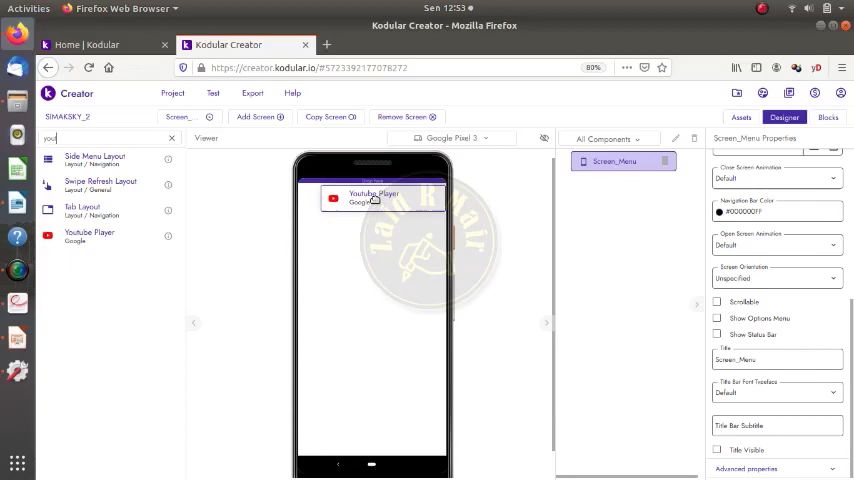 Activities
Firefox Web Browser
Sen 12:53
Kodular Creator - Mozilla Firefox
Home | Kodular
Kodular Creator
https://creator.kodular.io/#5723392177078272
80%
Creator
Project
Test
Export
Help
SIMAKSKY_2
Screen_...
Add Screen
Copy Screen
Remove Screen
Assets
Designer
Blocks
yout
Viewer
Google Pixel 3
All Components
Screen_Menu Properties
Side Menu Layout
Layout / Navigation
Swipe Refresh Layout
Layout / General
Tab Layout
Layout / Navigation
Youtube Player
Google
Youtube Player
Google
Zain R Mair
Screen_Menu
Close Screen Animation
Default
Navigation Bar Color
#000000FF
Open Screen Animation
Default
Screen Orientation
Unspecified
Scrollable
Show Options Menu
Show Status Bar
Title
Screen_Menu
Title Bar Font Typeface
Default
Title Bar Subtitle
Title Visible
Advanced properties